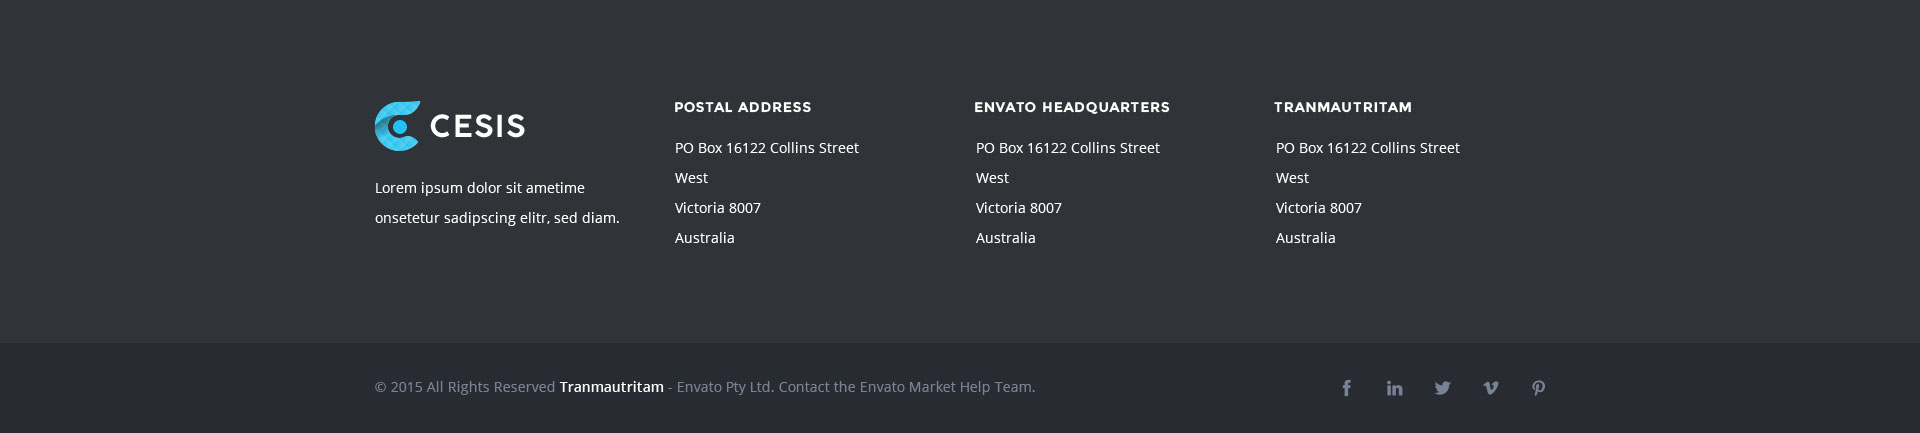 CESIS
Lorem ipsum dolor sit ametime
onsetetur sadipscing elitr, sed diam.
POSTAL ADDRESS
PO Box 16122 Collins Street
West
Victoria 8007
Australia
ENVATO HEADQUARTERS
PO Box 16122 Collins Street
West
Victoria 8007
Australia
TRANMAUTRITAM
PO Box 16122 Collins Street
West
Victoria 8007
Australia
© 2015 All Rights Reserved Tranmautritam - Envato Pty Ltd. Contact the Envato Market Help Team.